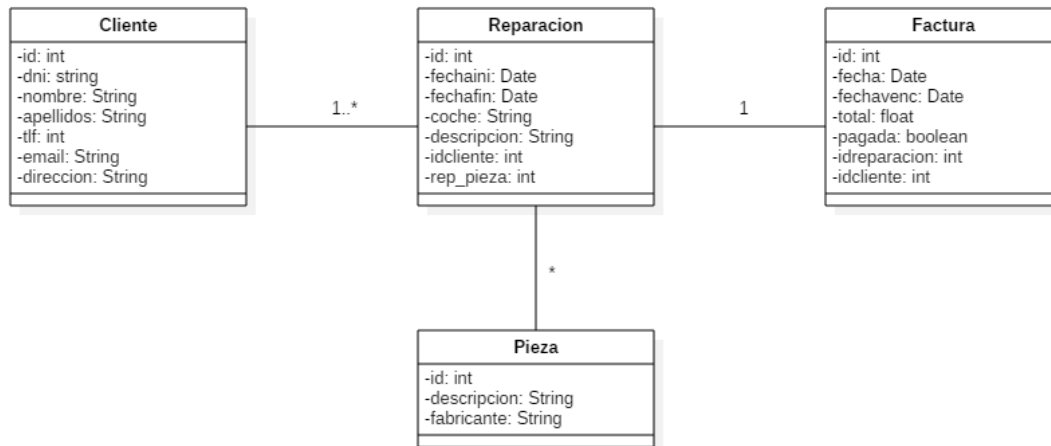 Cliente
-id: int
-dni: string
-nombre: String
-apellidos: String
-tlf: int
-email: String
-direccion: String
1..*
Reparacion
-id: int
-fechaini: Date
-fechafin: Date
-coche: String
-descripcion: String
-idcliente: int
-rep_pieza: int
1
Factura
-id: int
-fecha: Date
-fechavenc: Date
-total: float
-pagada: boolean
-idreparacion: int
-idcliente: int
*
Pieza
-id: int
-descripcion: String
-fabricante: String